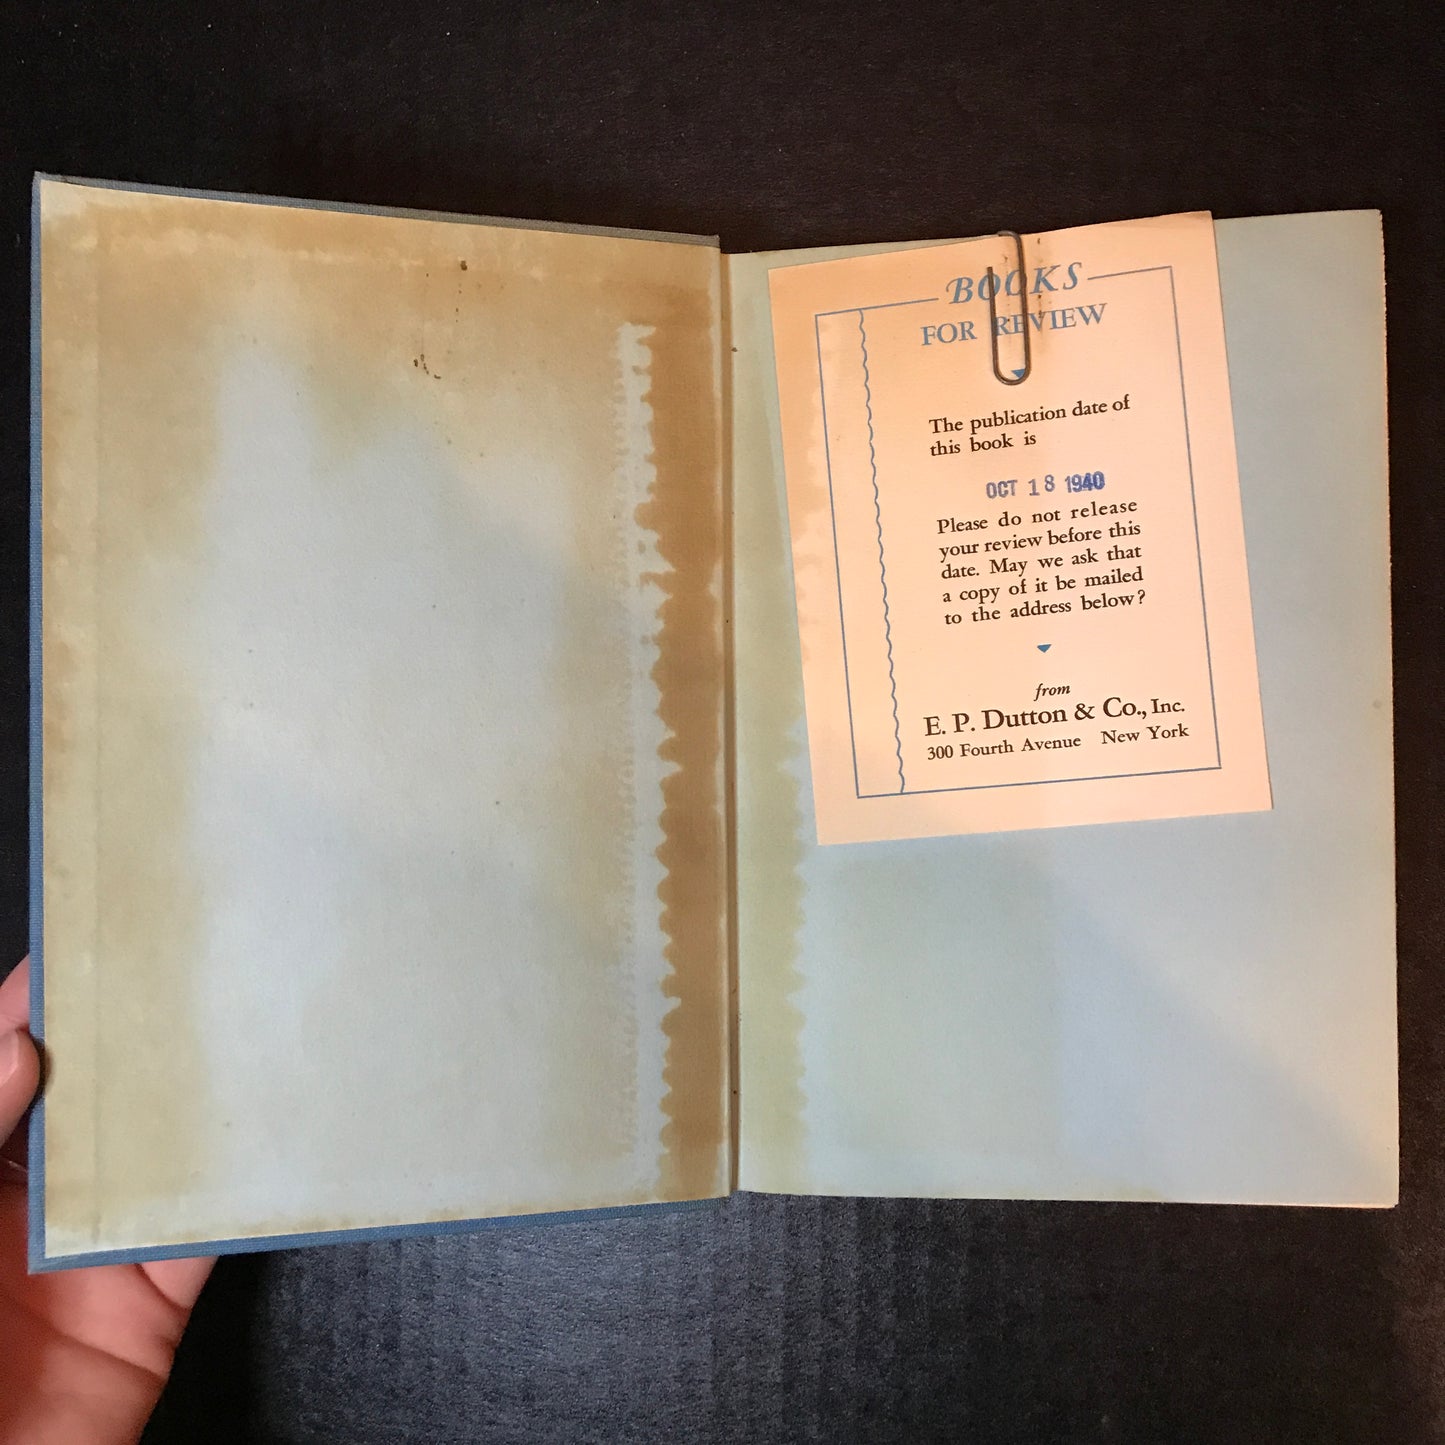 BOOKS
FOR REVIEW
The publication date of
this book is
OCT 18 1940
Please do not release
your review before this
date. May we ask that
a copy of it be mailed
to the address below?
from
E. P. Dutton & Co., Inc.
300 Fourth Avenue New York